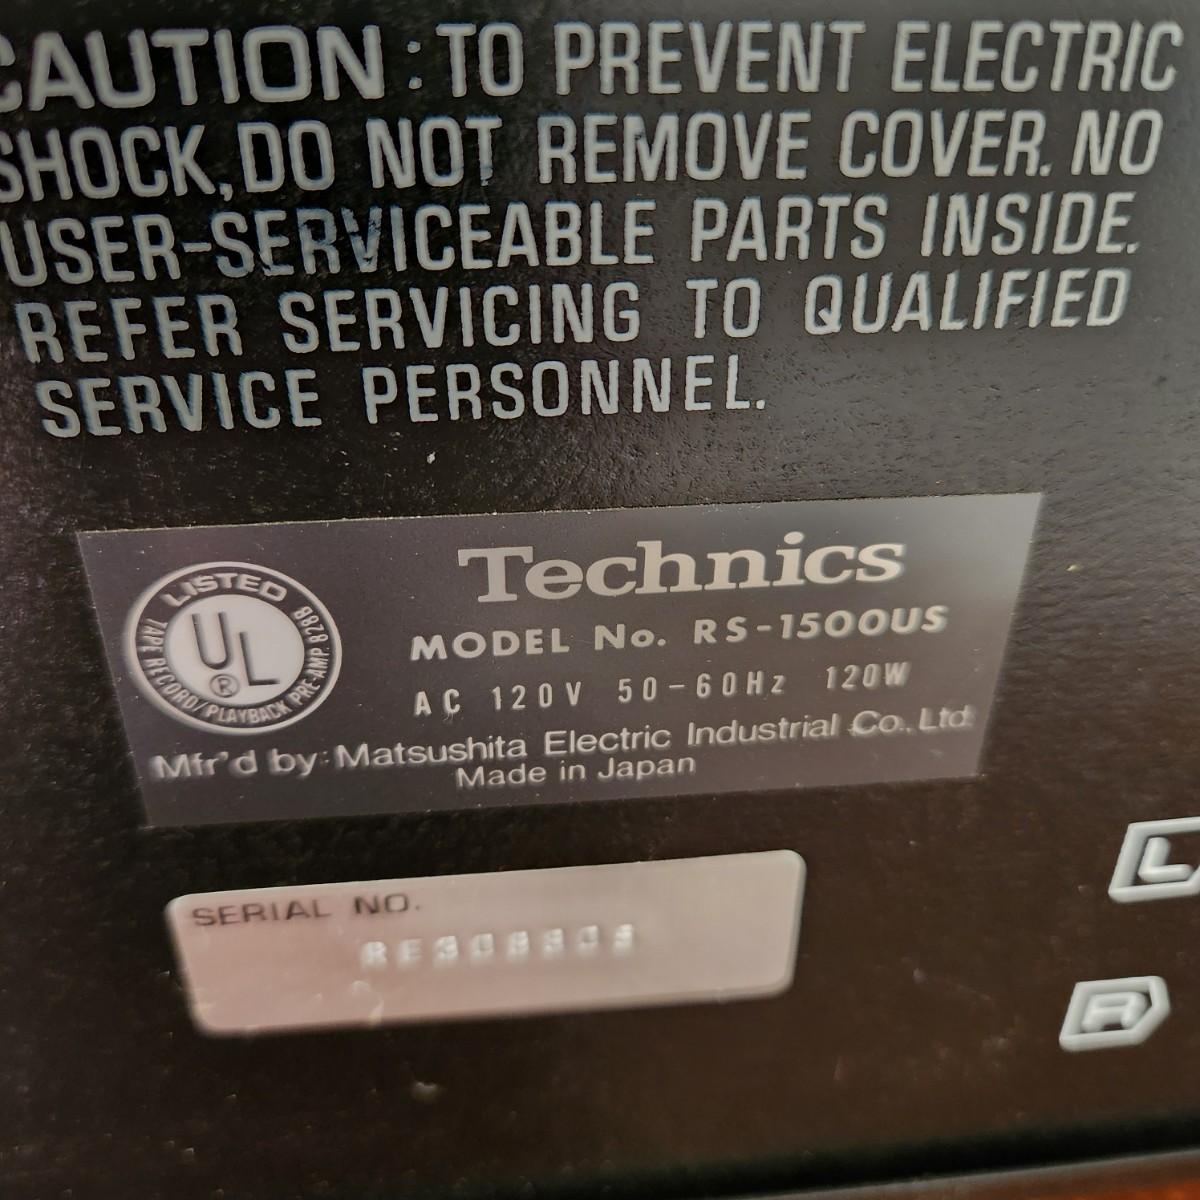 CAUTION: TO PREVENT ELECTRIC
SHOCK, DO NOT REMOVE COVER. NO
USER-SERVICEABLE PARTS INSIDE.
REFER SERVICING TO QUALIFIED
SERVICE PERSONNEL.
LISTED
UL
®
TAPE RECORD/PLAYBACK PRE-AMP. 828B
Technics
MODEL No. RS-1500US
AC 120V 50-60Hz 120W
Mfr'd by: Matsushita Electric Industrial Co., Ltd.
Made in Japan
SERIAL NO.
L
R